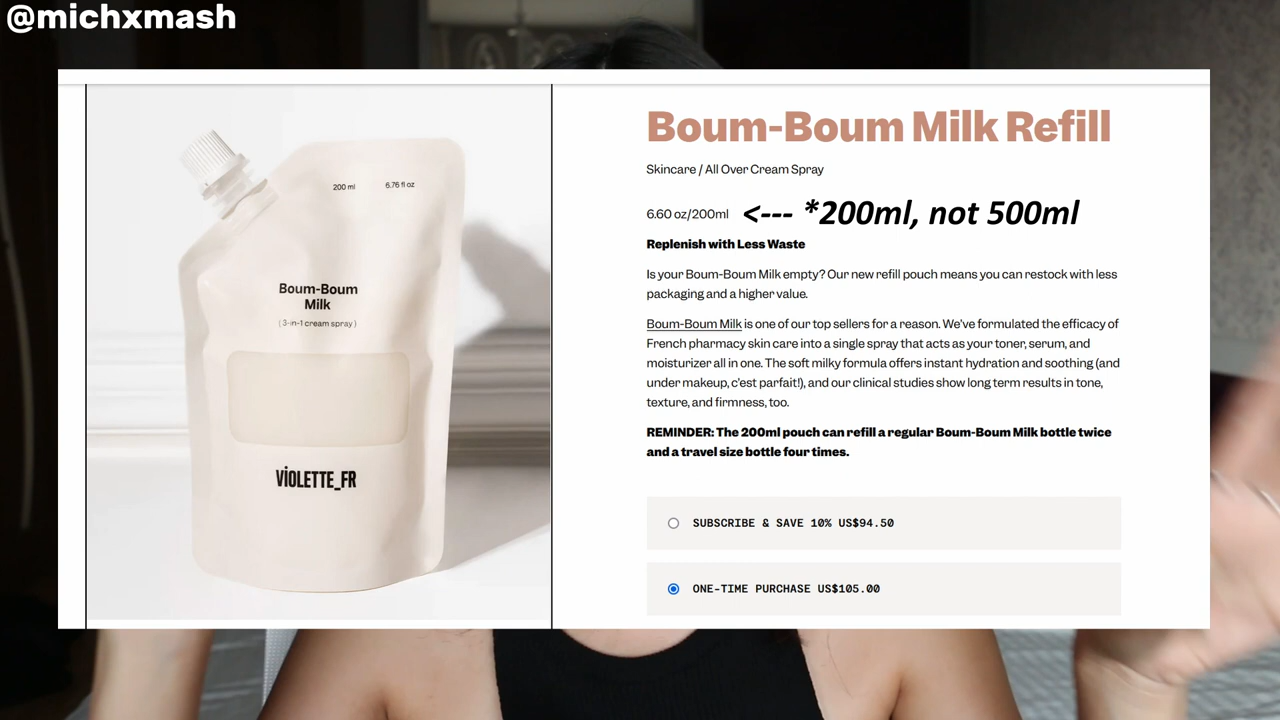 @michxmash
200 ml 6.76 fl oz
Boum-Boum
Milk
(3-in-1 cream spray)
VIOLETTE_FR
Boum-Boum Milk Refill
Skincare / All Over Cream Spray
6.60 oz/200ml <--- *200ml, not 500ml
Replenish with Less Waste
Is your Boum-Boum Milk empty? Our new refill pouch means you can restock with less
packaging and a higher value.
Boum-Boum Milk is one of our top sellers for a reason. We've formulated the efficacy of
French pharmacy skin care into a single spray that acts as your toner, serum, and
moisturizer all in one. The soft milky formula offers instant hydration and soothing (and
under makeup, c'est parfait!), and our clinical studies show long term results in tone,
texture, and firmness, too.
REMINDER: The 200ml pouch can refill a regular Boum-Boum Milk bottle twice
and a travel size bottle four times.
SUBSCRIBE & SAVE 10% US$94.50
ONE-TIME PURCHASE US$105.00